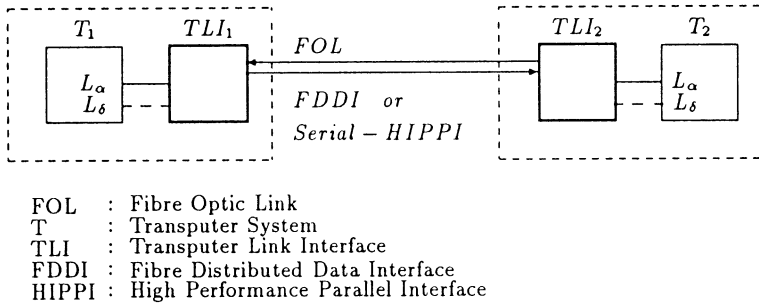 T₁ TLI₁ TLI₂ T₂
FOL
Lα Lα
Lδ Lδ
FDDI or
Serial – HIPPI
FOL : Fibre Optic Link
T : Transputer System
TLI : Transputer Link Interface
FDDI : Fibre Distributed Data Interface
HIPPI : High Performance Parallel Interface